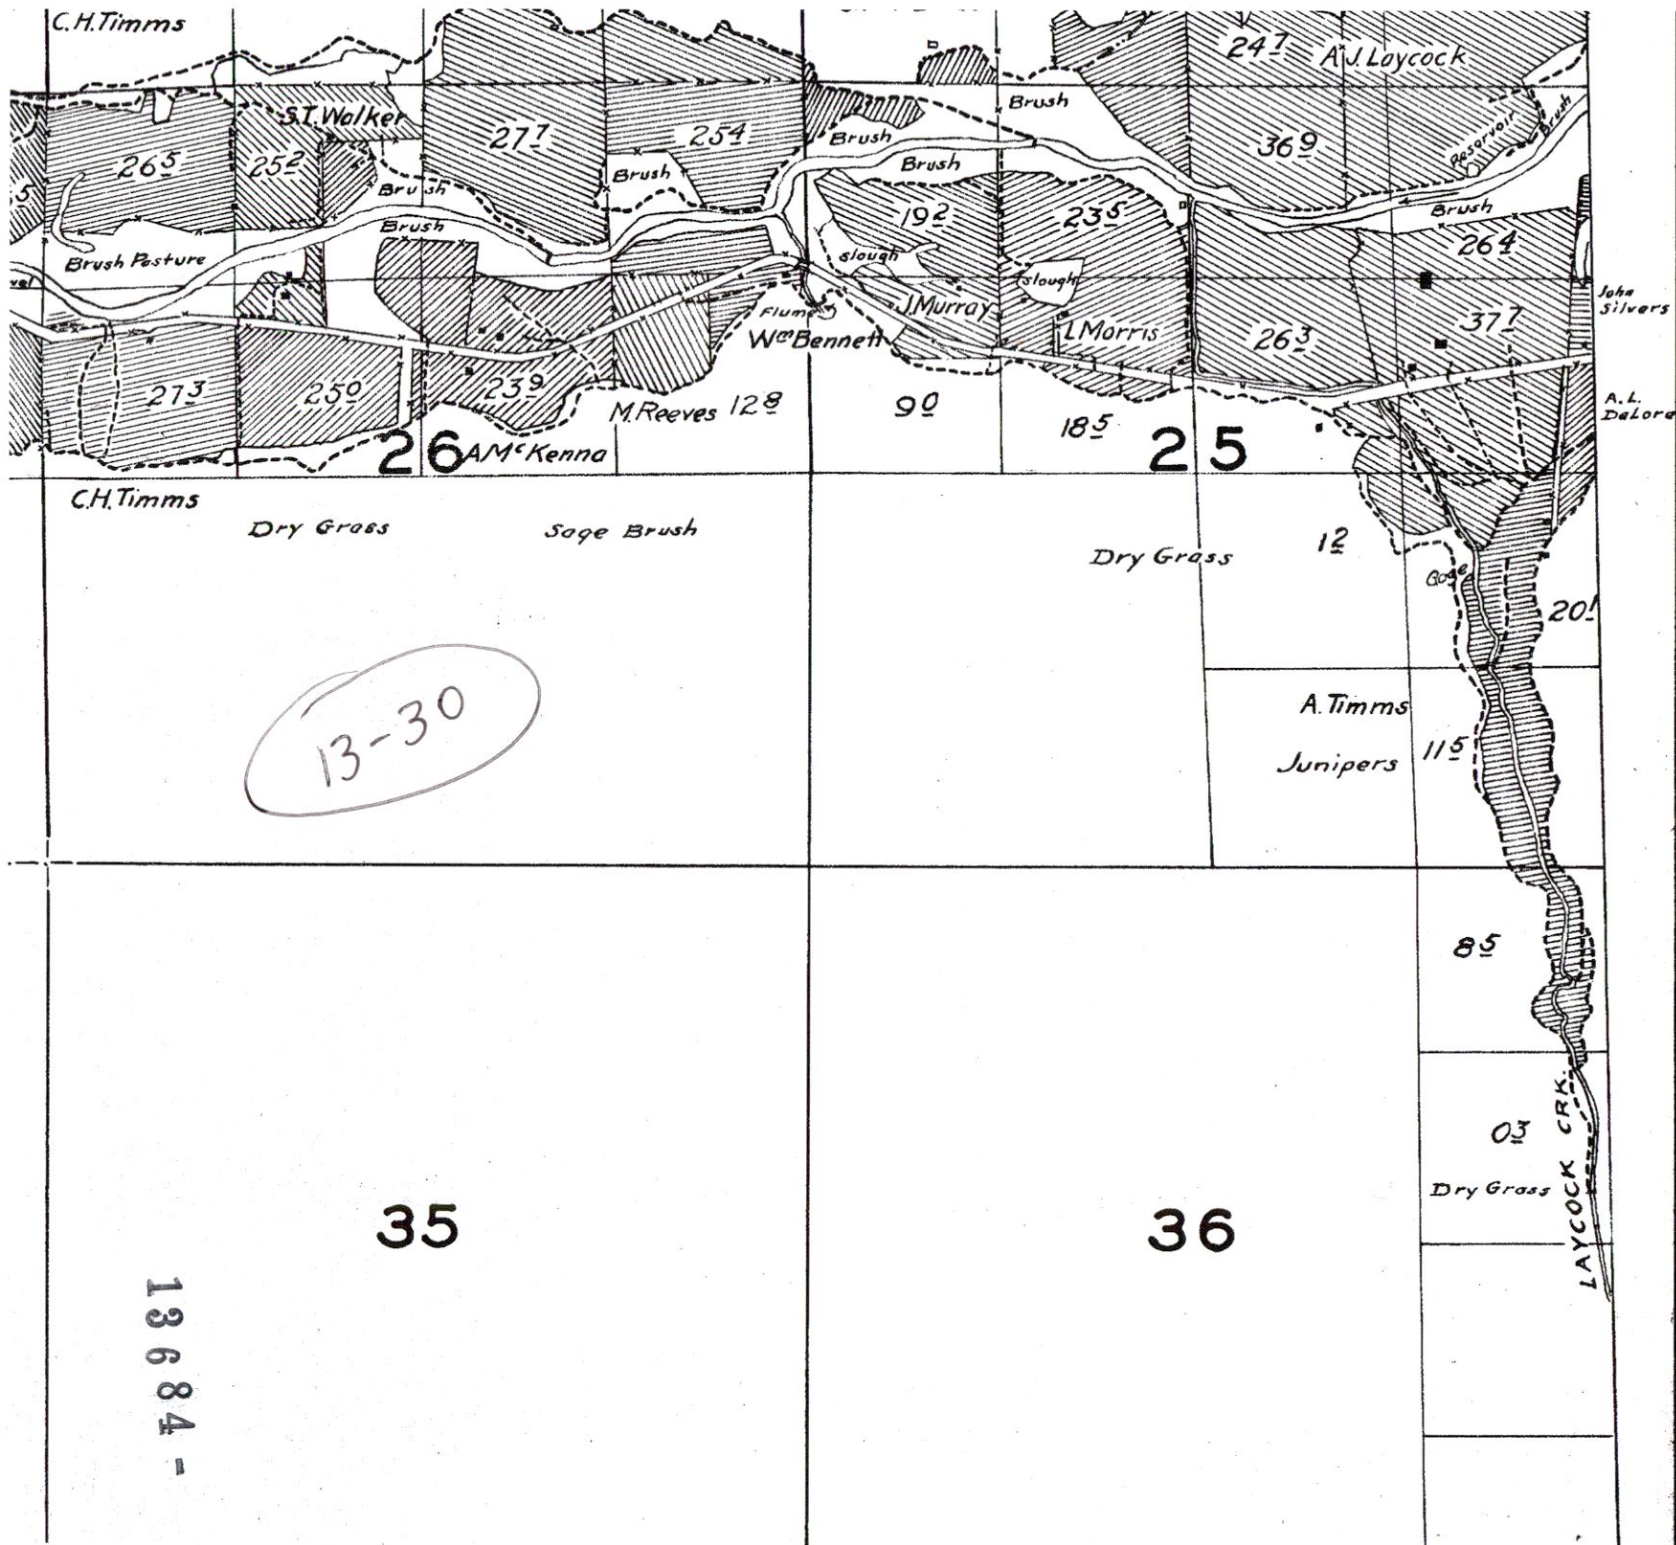 C.H.Timms
24 7
A.J.Laycock
S.T.Walker
27 7
25 4
Brush
Brush
Brush
36 9
Reservoir
Brush
26 5
25 2
Brush
Brush
Brush
19 2
23 5
Brush
26 4
Brush Pasture
slough
slough
John
Silvers
Flume
J.Murray
L.Morris
Wm Bennett
26 3
37 7
27 3
25 0
23 9
M.Reeves
12 8
9 0
18 5
A.L.
DeLore
26
A McKenna
25
C.H.Timms
Dry Grass
Sage Brush
Dry Grass
1 2
Gage
20 1
13-30
A.Timms
Junipers
11 5
8 5
0 3
Dry Grass
LAYCOCK CRK.
35
36
13684-